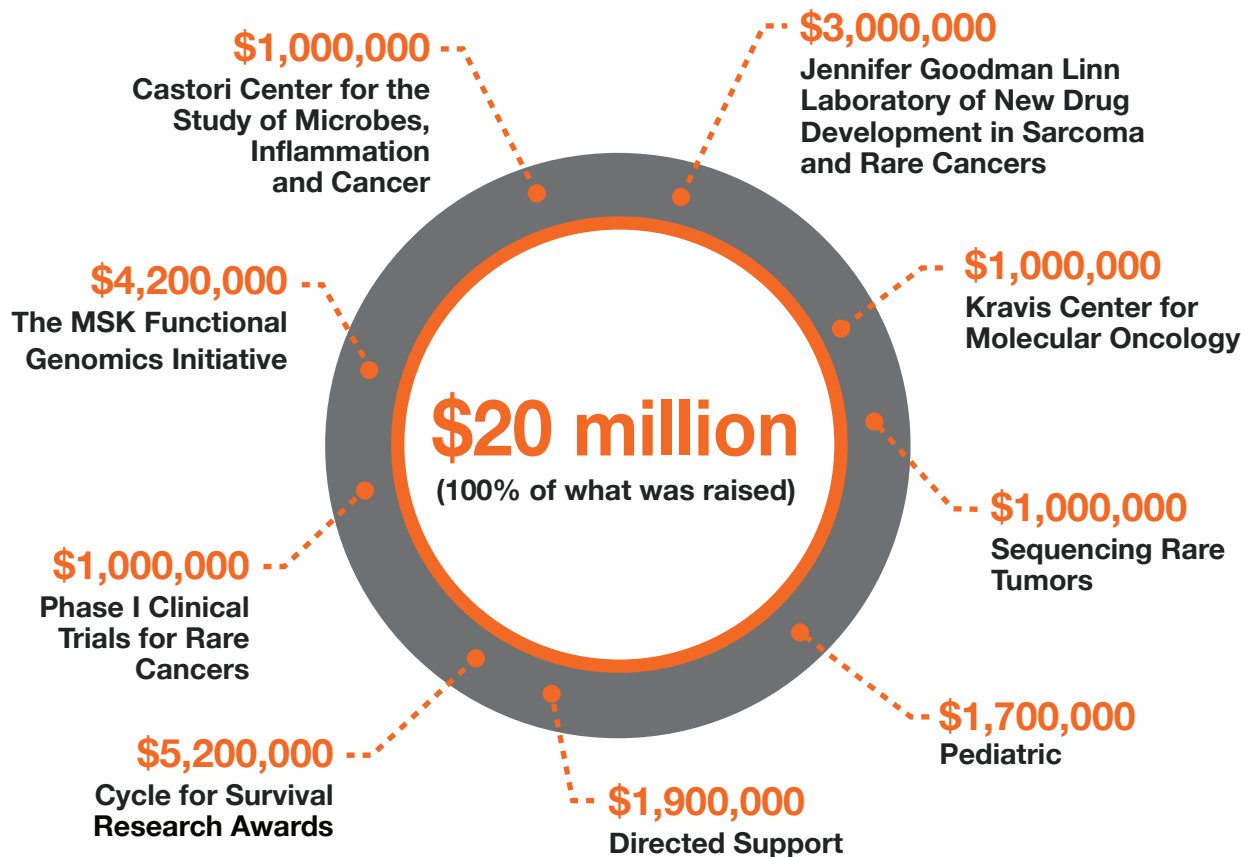 $1,000,000
Castori Center for the
Study of Microbes,
Inflammation
and Cancer
$3,000,000
Jennifer Goodman Linn
Laboratory of New Drug
Development in Sarcoma
and Rare Cancers
$4,200,000
The MSK Functional
Genomics Initiative
$1,000,000
Kravis Center for
Molecular Oncology
$20 million
(100% of what was raised)
$1,000,000
Sequencing Rare
Tumors
$1,000,000
Phase I Clinical
Trials for Rare
Cancers
$1,700,000
Pediatric
$5,200,000
Cycle for Survival
Research Awards
$1,900,000
Directed Support